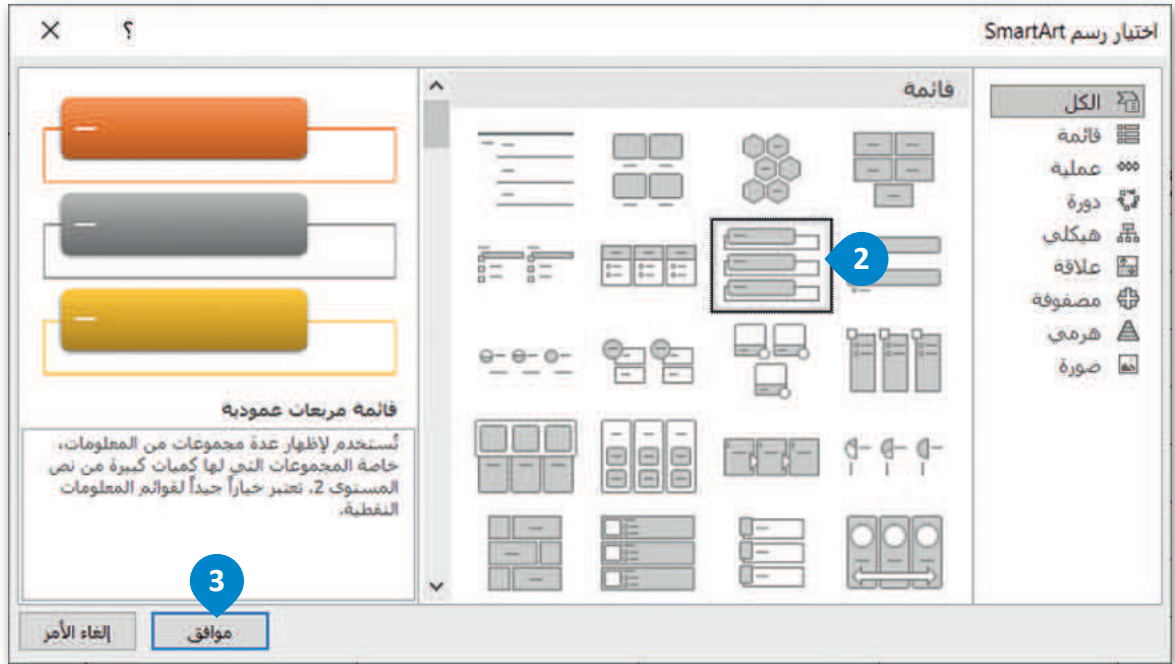 اختيار رسم SmartArt
؟
الكل
قائمة
عملية
دورة
هيكلي
علاقة
مصفوفة
هرمي
صورة
قائمة
2
قائمة مربعات عمودية
تُستخدم لإظهار عدة مجموعات من المعلومات،
خاصة المجموعات التي لها كميات كبيرة من نص
المستوى 2. تعتبر خياراً جيداً لقوائم المعلومات
النقطية.
3
موافق
إلغاء الأمر